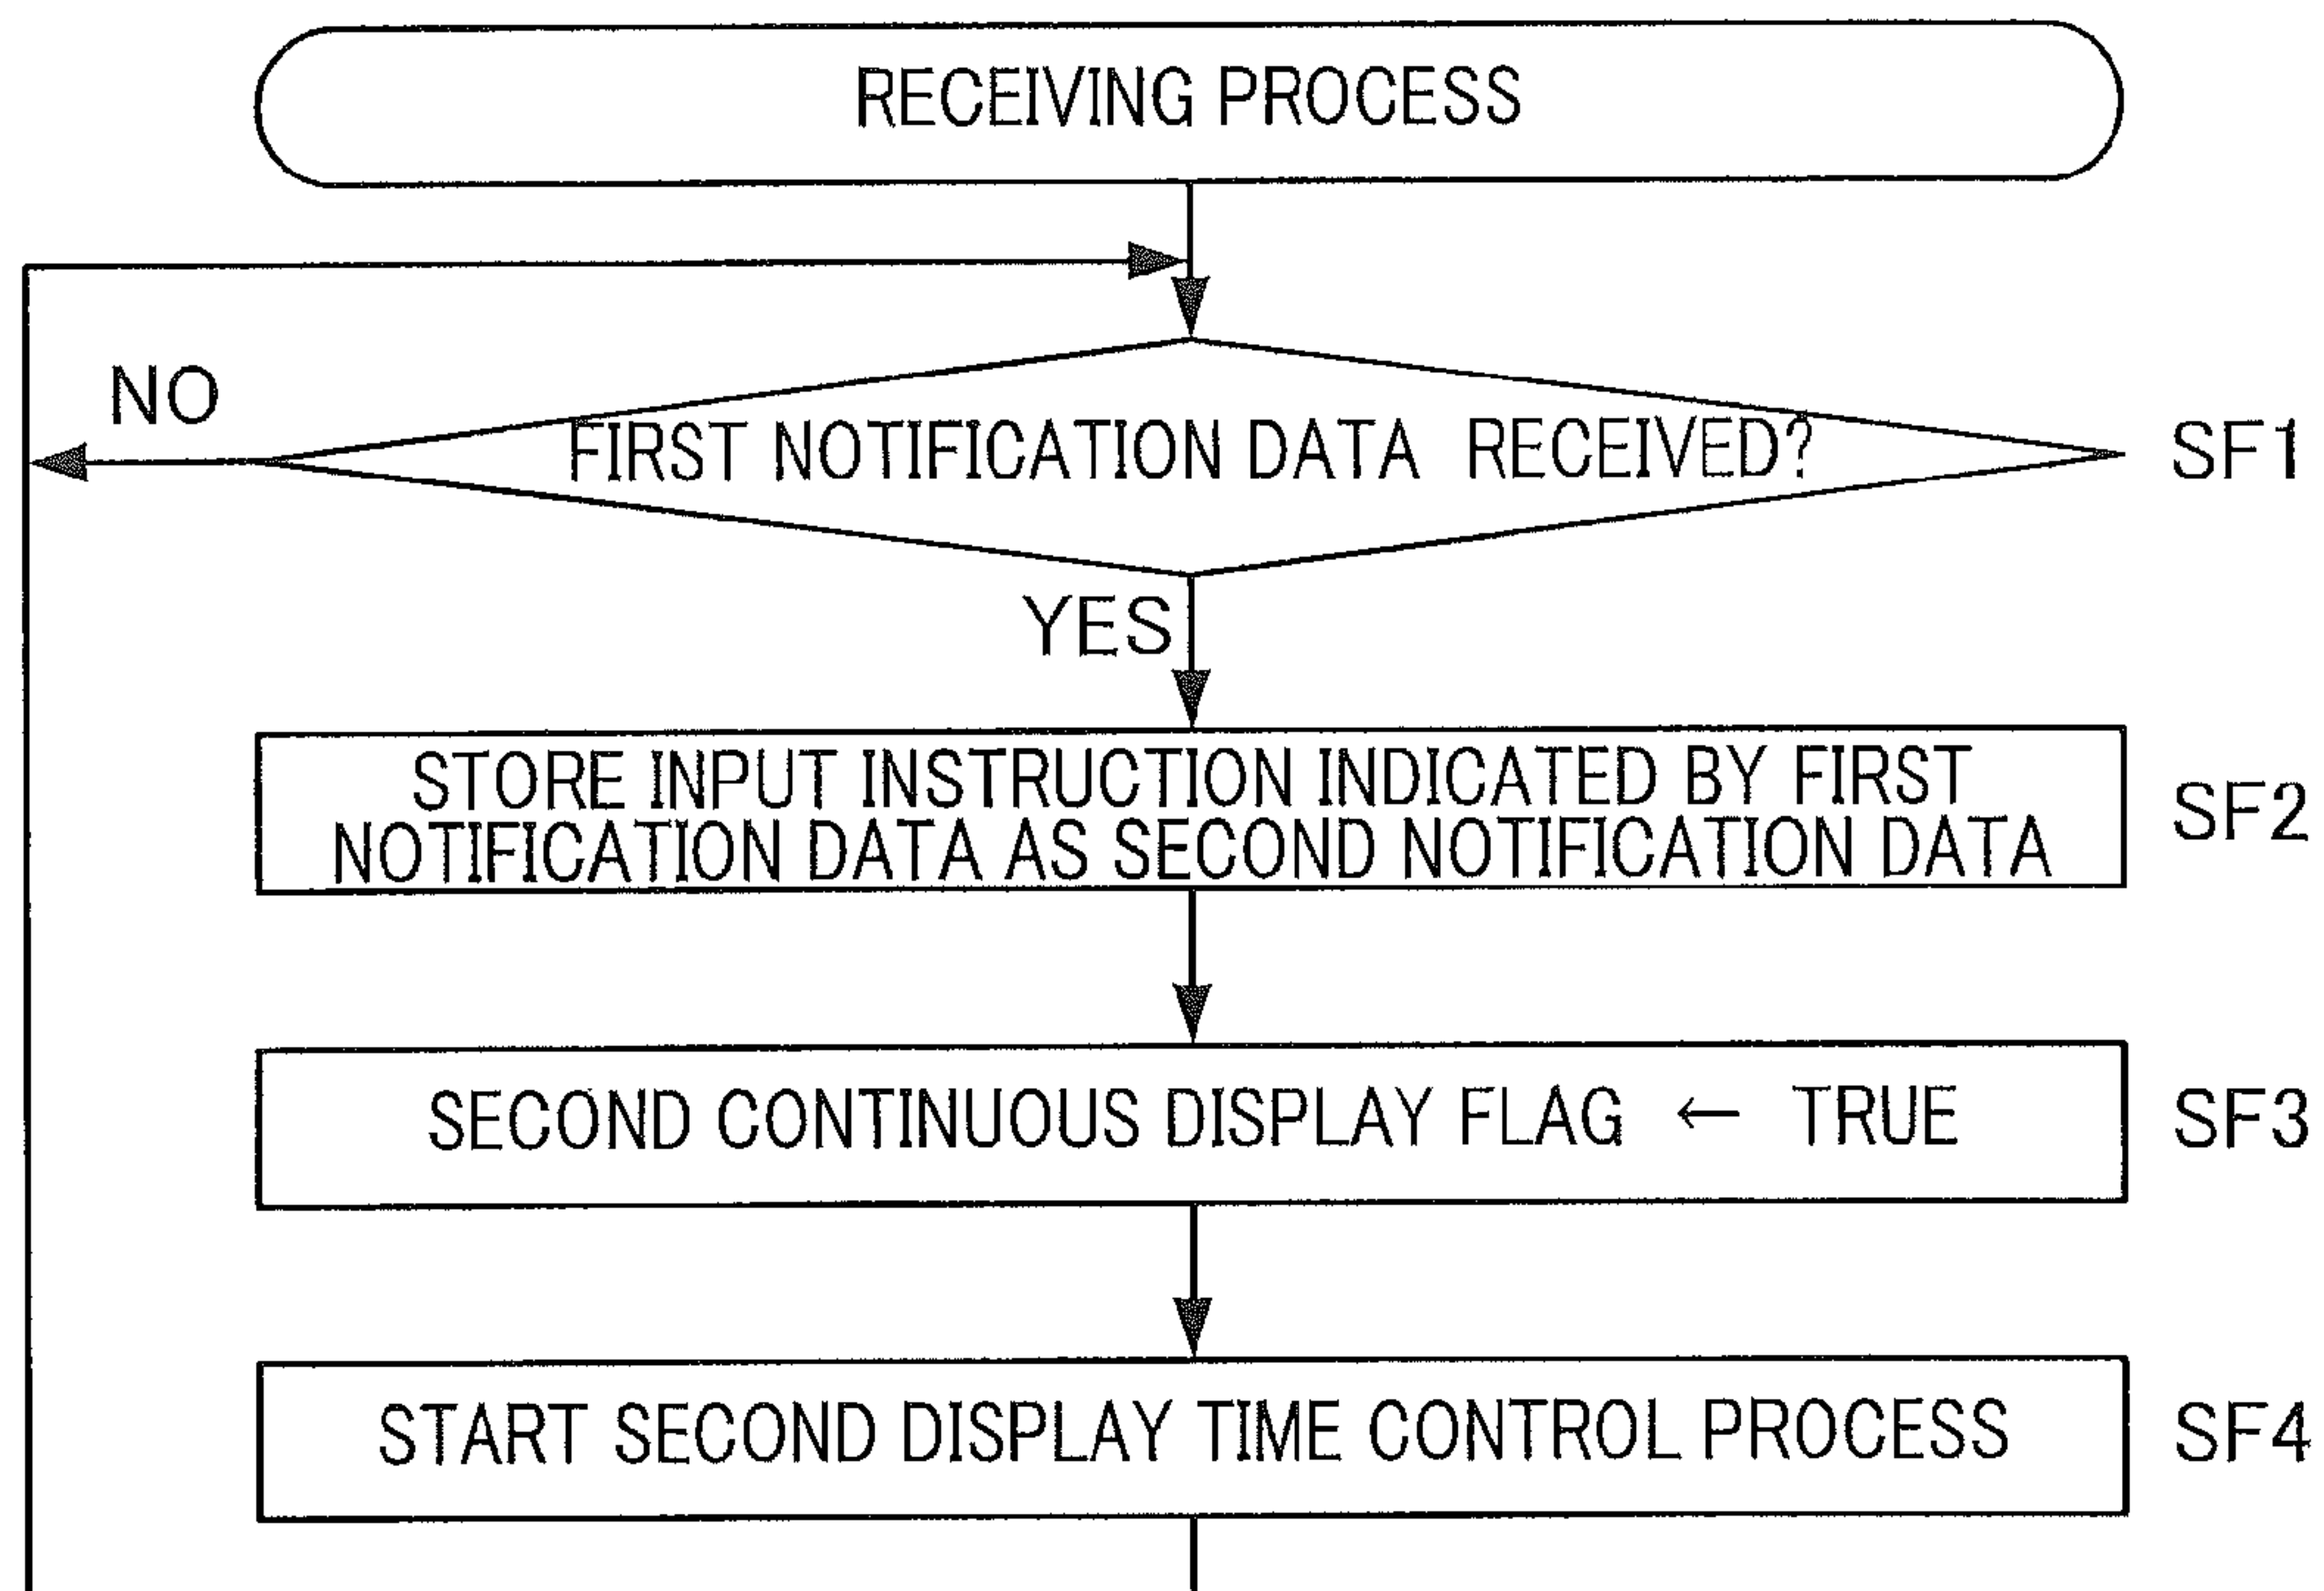 RECEIVING PROCESS
NO
FIRST NOTIFICATION DATA RECEIVED?
SF1
YES
STORE INPUT INSTRUCTION INDICATED BY FIRST
NOTIFICATION DATA AS SECOND NOTIFICATION DATA
SF2
SECOND CONTINUOUS DISPLAY FLAG ← TRUE
SF3
START SECOND DISPLAY TIME CONTROL PROCESS
SF4